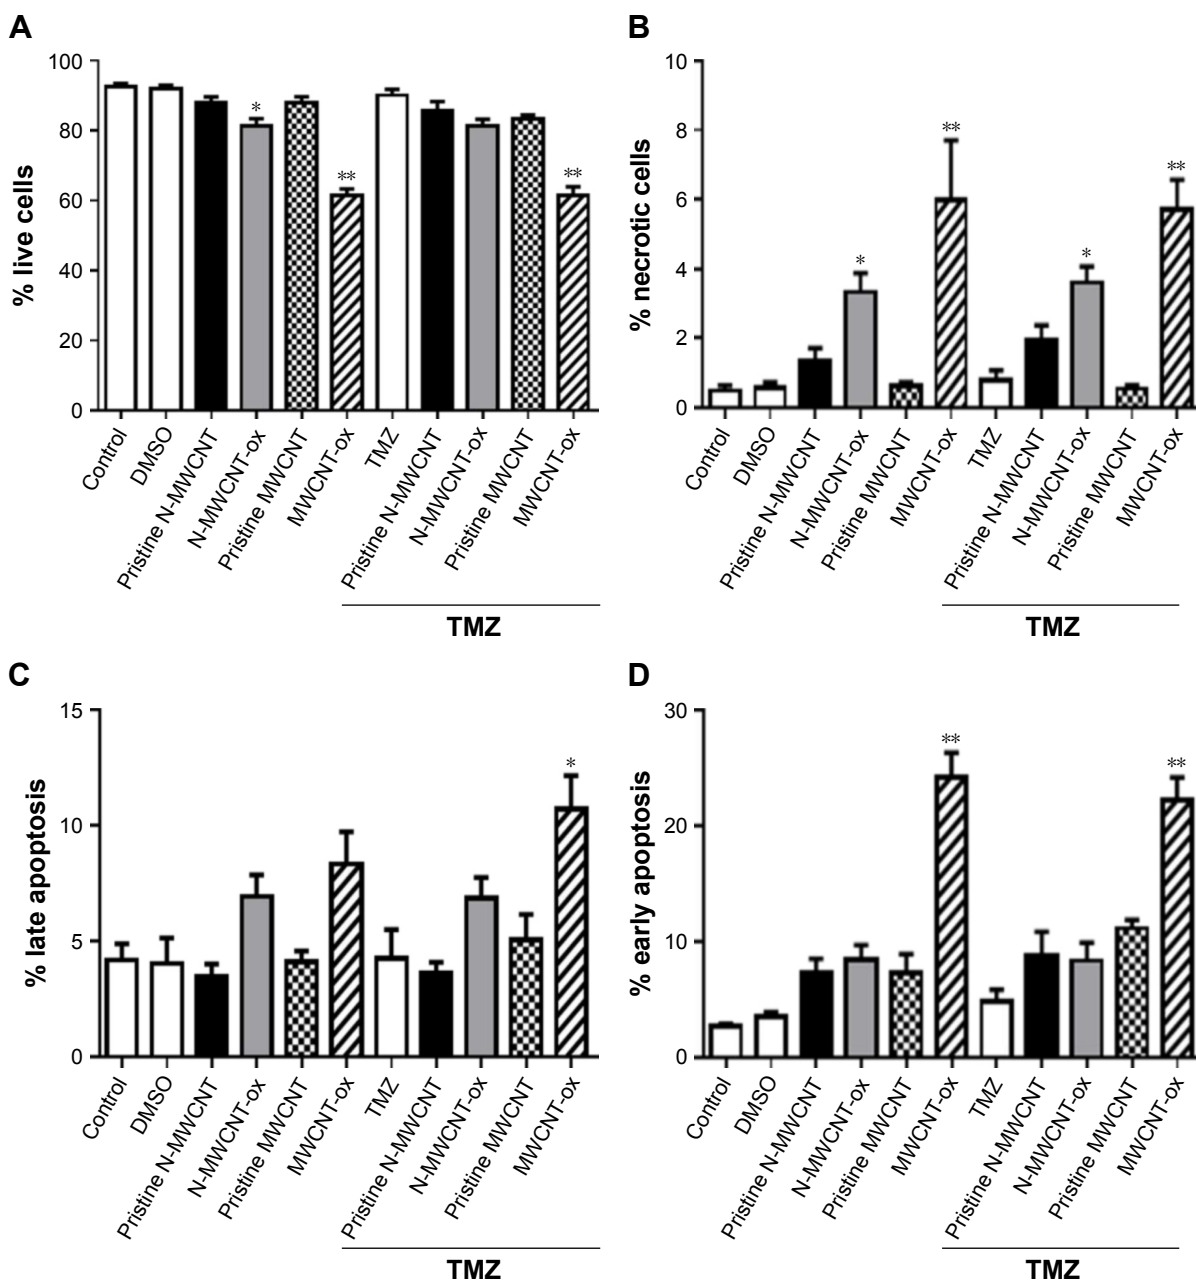 A
% live cells
100
80
60
40
20
0
*
**
**
Control
DMSO
Pristine N-MWCNT
N-MWCNT-ox
Pristine MWCNT
MWCNT-ox
TMZ
Pristine N-MWCNT
N-MWCNT-ox
Pristine MWCNT
MWCNT-ox
TMZ
B
% necrotic cells
10
8
6
4
2
0
*
**
*
**
Control
DMSO
Pristine N-MWCNT
N-MWCNT-ox
Pristine MWCNT
MWCNT-ox
TMZ
Pristine N-MWCNT
N-MWCNT-ox
Pristine MWCNT
MWCNT-ox
TMZ
C
% late apoptosis
15
10
5
0
*
Control
DMSO
Pristine N-MWCNT
N-MWCNT-ox
Pristine MWCNT
MWCNT-ox
TMZ
Pristine N-MWCNT
N-MWCNT-ox
Pristine MWCNT
MWCNT-ox
TMZ
D
% early apoptosis
30
20
10
0
**
**
Control
DMSO
Pristine N-MWCNT
N-MWCNT-ox
Pristine MWCNT
MWCNT-ox
TMZ
Pristine N-MWCNT
N-MWCNT-ox
Pristine MWCNT
MWCNT-ox
TMZ